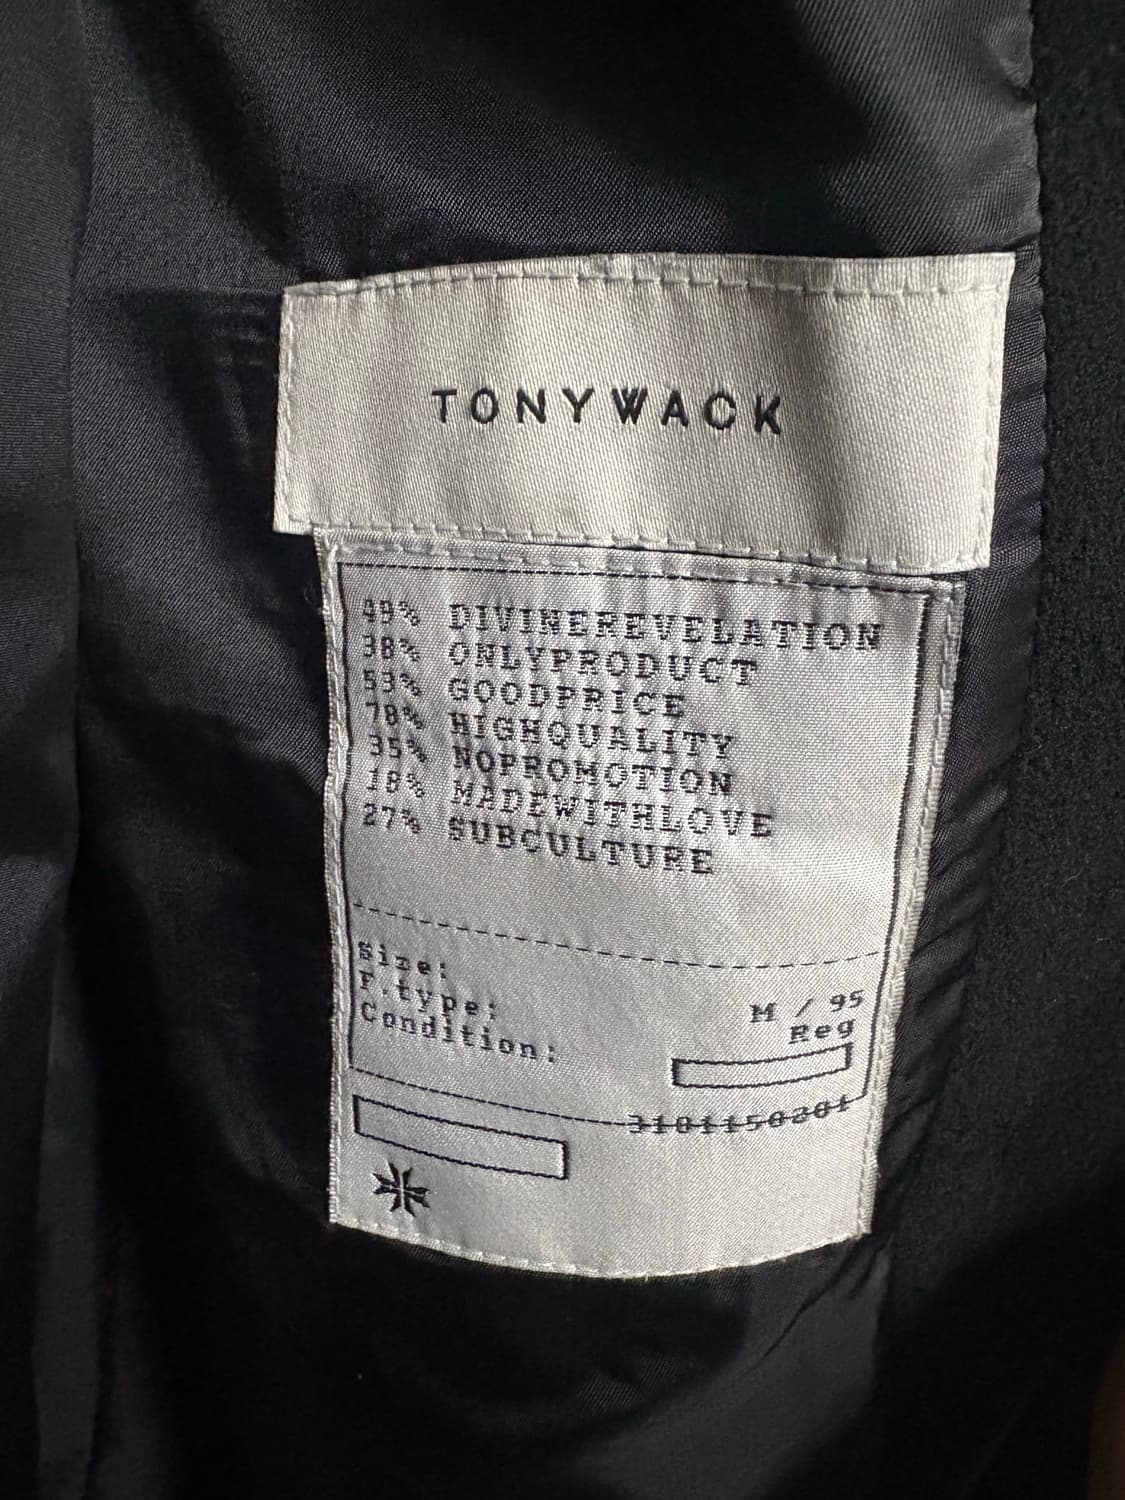 TONYWACK
49% DIVINEREVELATION
38% ONLYPRODUCT
53% GOODPRICE
78% HIGHQUALITY
35% NOPROMOTION
18% MADEWITHLOVE
27% SUBCULTURE
Size: M / 95
F.type: Reg
Condition:
3101150201